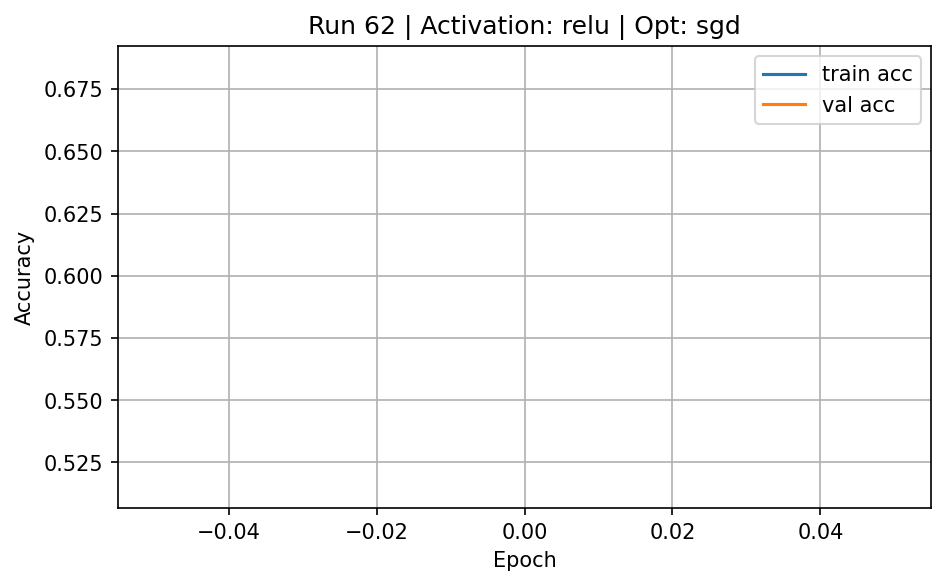 Run 62 | Activation: relu | Opt: sgd
train acc
val acc
0.675
0.650
0.625
0.600
0.575
0.550
0.525
Accuracy
−0.04
−0.02
0.00
0.02
0.04
Epoch